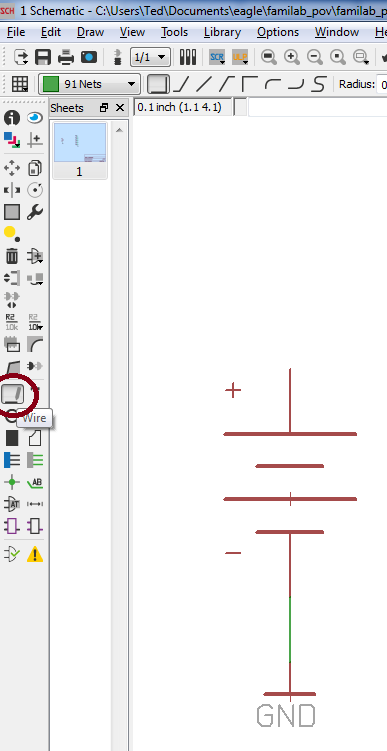 SCH 1 Schematic - C:\Users\Ted\Documents\eagle\familab_pov\familab_p
File Edit Draw View Tools Library Options Window He
1/1 SCR ULP
91 Nets Radius: 0
Sheets 0.1 inch (1.1 4.1)
1
R2 R2
10k 10k
Wire
AB
GND